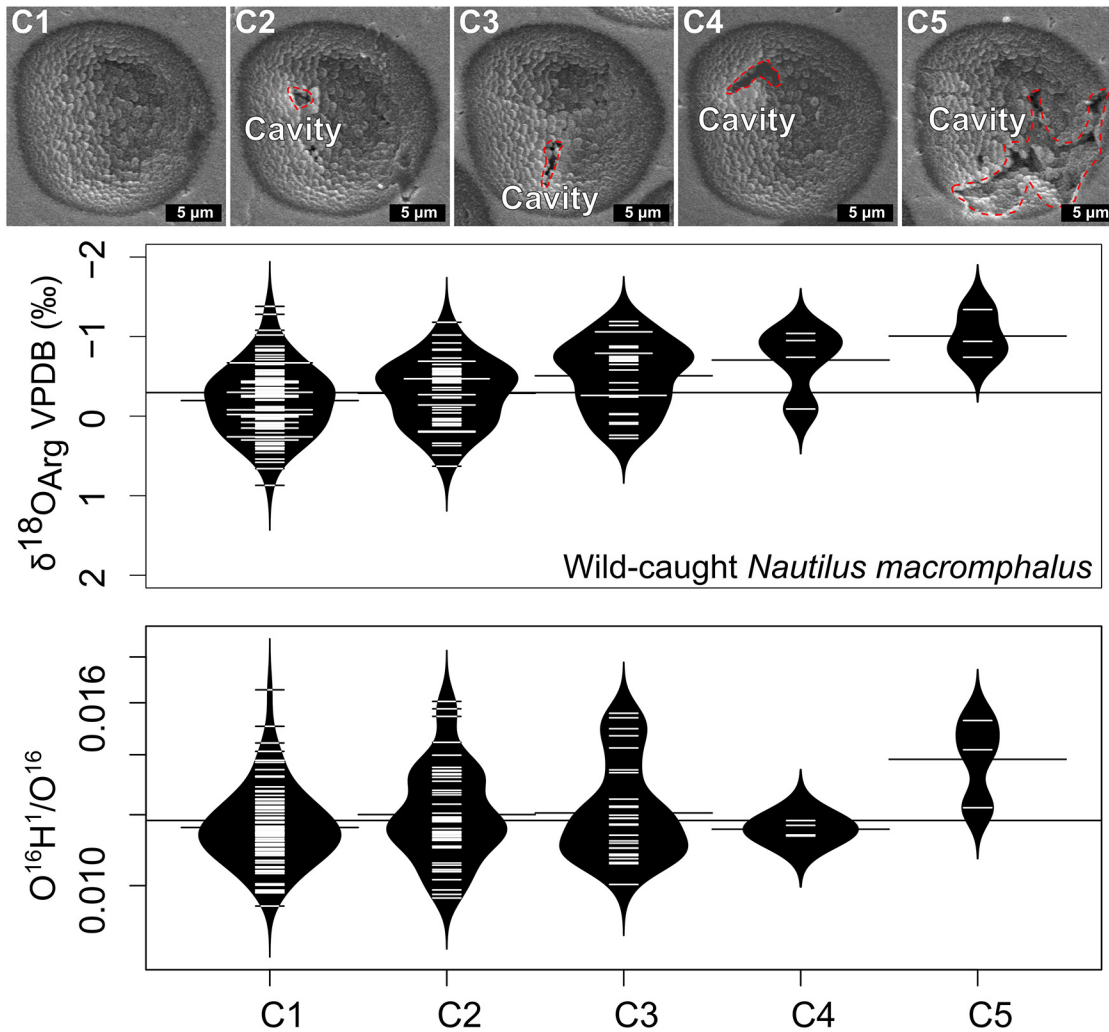 C1 C2 C3 C4 C5
Cavity
Cavity
Cavity
Cavity
5 µm 5 µm 5 µm 5 µm 5 µm
δ18OArg VPDB (‰)
−2
−1
0
1
2
Wild-caught Nautilus macromphalus
O16H1/O16
0.016
0.010
C1 C2 C3 C4 C5